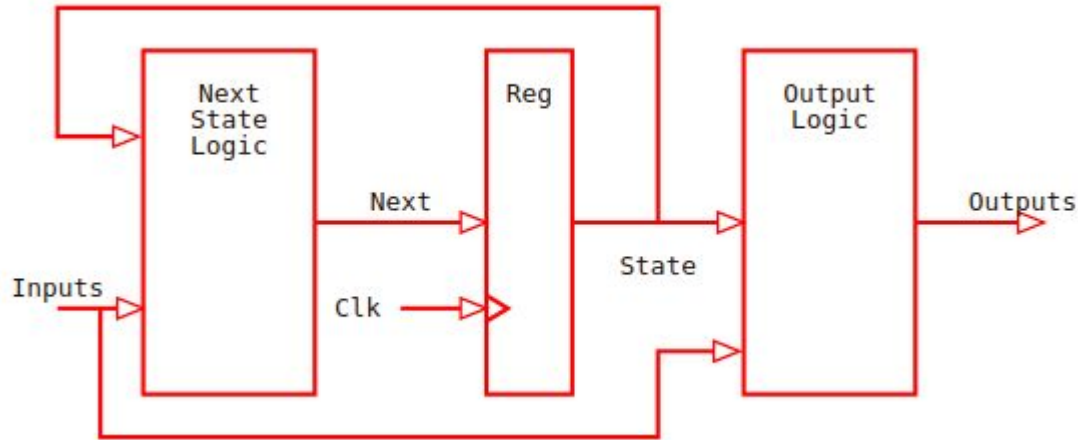 Next
State
Logic
Reg
Output
Logic
Next
Outputs
State
Inputs
Clk